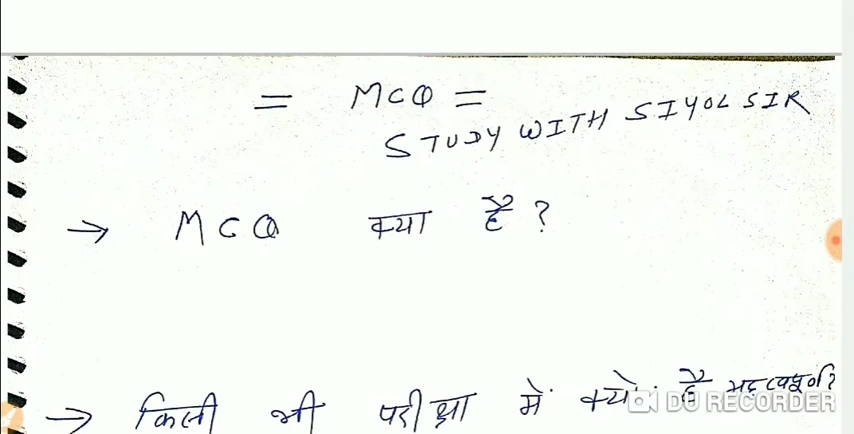 = MCQ =
STUDY WITH SIYOL SIR
→ MCQ क्या है ?
→ किसी भी परीक्षा में क्यों है महत्वपूर्ण ?
DU RECORDER